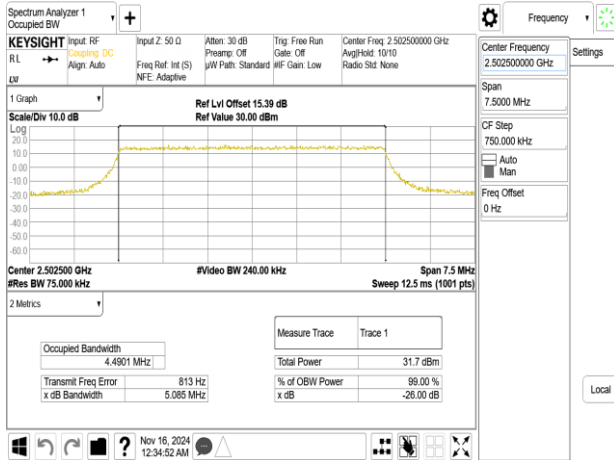 Spectrum Analyzer 1
Occupied BW
Frequency
KEYSIGHT
RL
Input: RF
Coupling: DC
Align: Auto
Input Z: 50 Ω
Freq Ref: Int (S)
NFE: Adaptive
Atten: 30 dB
Preamp: Off
µW Path: Standard
Trig: Free Run
Gate: Off
#IF Gain: Low
Center Freq: 2.502500000 GHz
Avg|Hold: 10/10
Radio Std: None
Center Frequency
2.502500000 GHz
Settings
Span
7.5000 MHz
CF Step
750.000 kHz
Auto
Man
Freq Offset
0 Hz
Local
1 Graph
Scale/Div 10.0 dB
Ref Lvl Offset 15.39 dB
Ref Value 30.00 dBm
Log
20.0
10.0
0.00
-10.0
-20.0
-30.0
-40.0
-50.0
-60.0
Center 2.502500 GHz
#Video BW 240.00 kHz
Span 7.5 MHz
#Res BW 75.000 kHz
Sweep 12.5 ms (1001 pts)
2 Metrics
Measure Trace Trace 1
Occupied Bandwidth
4.4901 MHz
Total Power 31.7 dBm
Transmit Freq Error 813 Hz
% of OBW Power 99.00 %
x dB Bandwidth 5.085 MHz
x dB -26.00 dB
?
Nov 16, 2024
12:34:52 AM